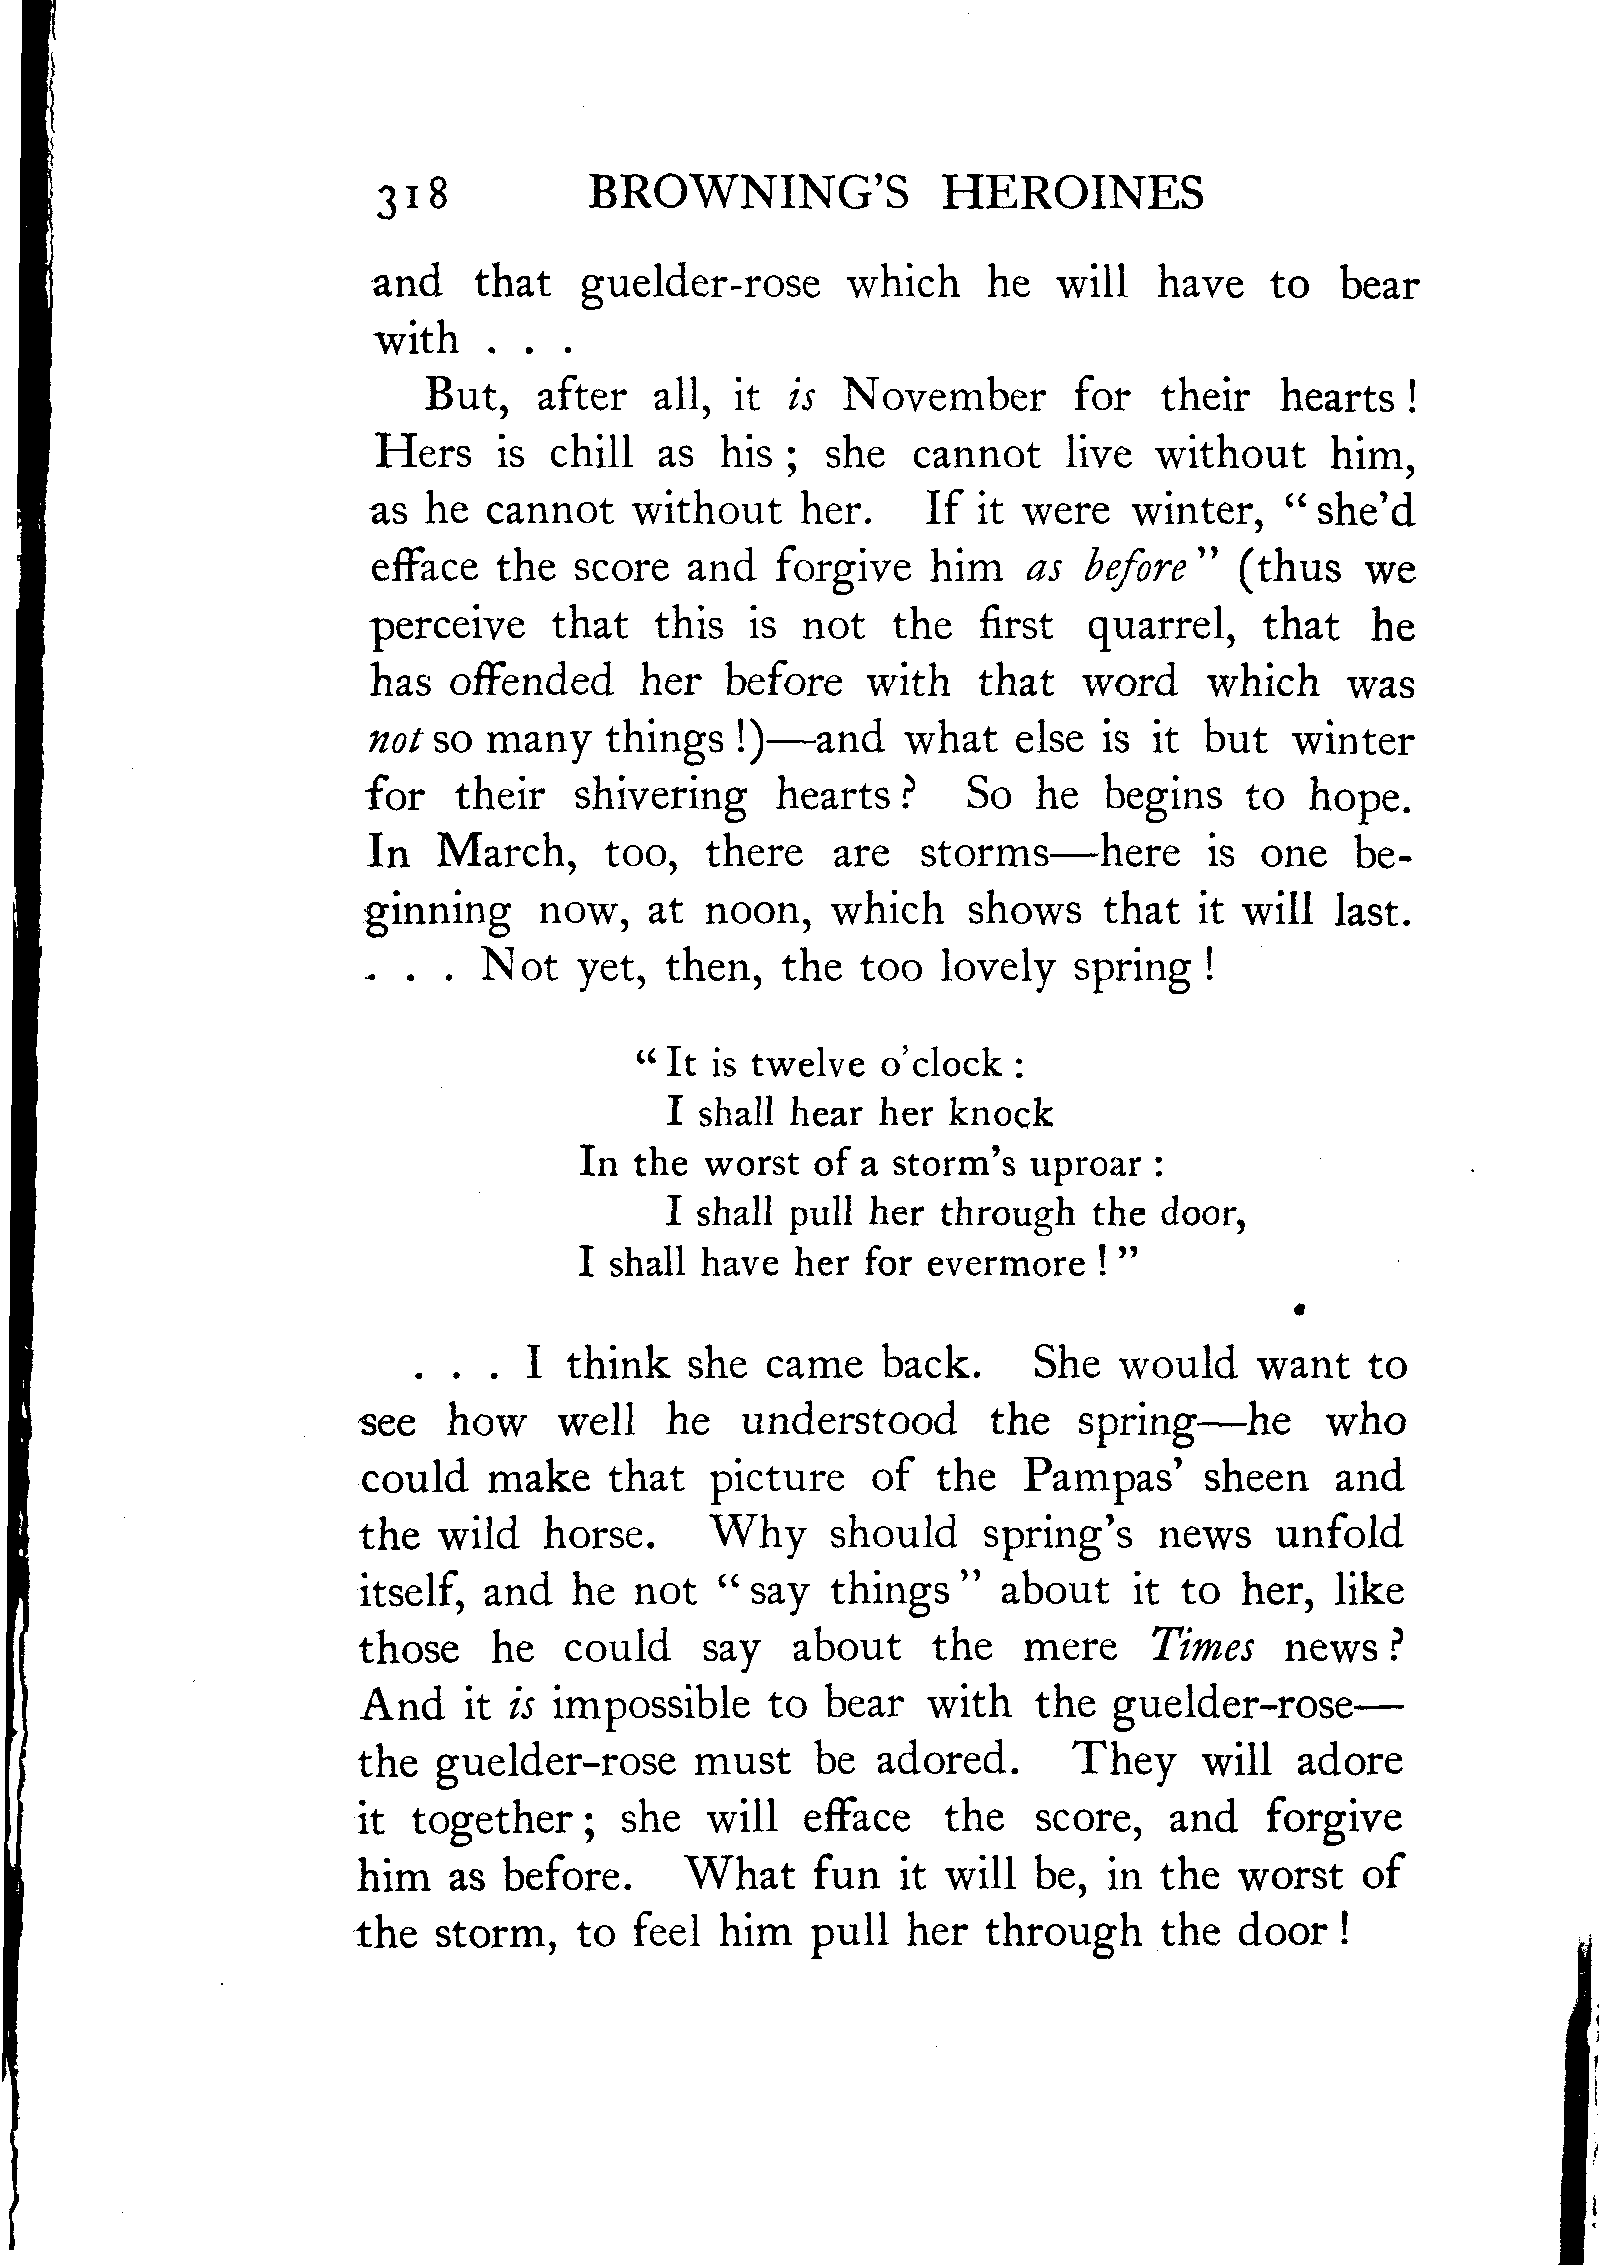 318 BROWNING'S HEROINES
and that guelder-rose which he will have to bear
with . . .
But, after all, it is November for their hearts !
Hers is chill as his ; she cannot live without him,
as he cannot without her. If it were winter, “ she’d
efface the score and forgive him as before ” (thus we
perceive that this is not the first quarrel, that he
has offended her before with that word which was
not so many things !)—and what else is it but winter
for their shivering hearts ? So he begins to hope.
In March, too, there are storms—here is one be-
ginning now, at noon, which shows that it will last.
. . . Not yet, then, the too lovely spring !
“ It is twelve o’clock :
I shall hear her knock
In the worst of a storm’s uproar :
I shall pull her through the door,
I shall have her for evermore ! ”
. . . I think she came back. She would want to
see how well he understood the spring—he who
could make that picture of the Pampas’ sheen and
the wild horse. Why should spring’s news unfold
itself, and he not “ say things ” about it to her, like
those he could say about the mere Times news ?
And it is impossible to bear with the guelder-rose—
the guelder-rose must be adored. They will adore
it together ; she will efface the score, and forgive
him as before. What fun it will be, in the worst of
the storm, to feel him pull her through the door !